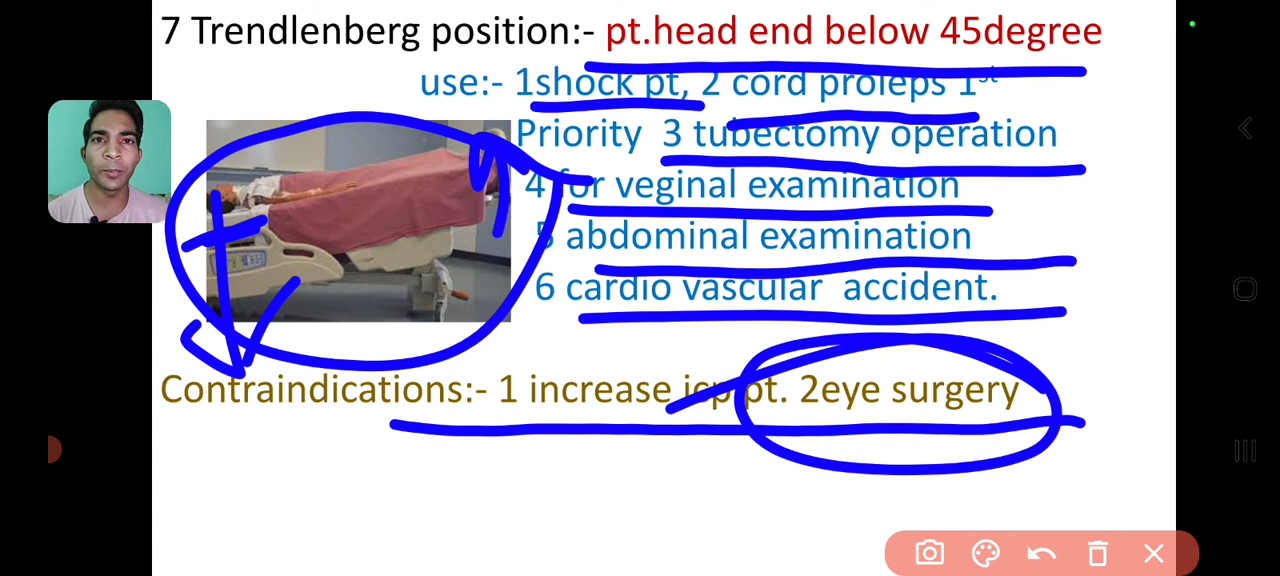 7 Trendlenberg position:- pt.head end below 45degree
use:- 1shock pt, 2 cord proleps 1st
Priority 3 tubectomy operation
4 for veginal examination
5 abdominal examination
6 cardio vascular accident.
Contraindications:- 1 increase icp pt. 2eye surgery